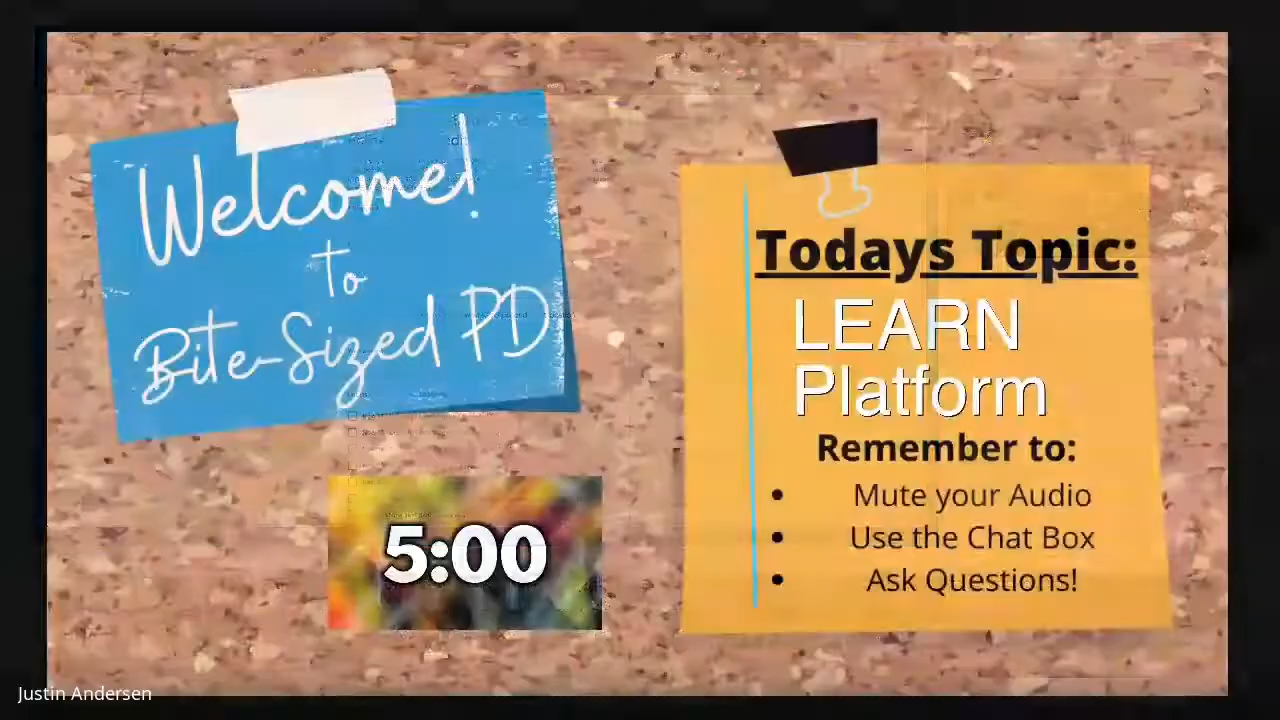 Welcome!
to
Bite-Sized PD
Todays Topic:
LEARN
Platform
Remember to:
• Mute your Audio
• Use the Chat Box
• Ask Questions!
5:00
Justin Andersen